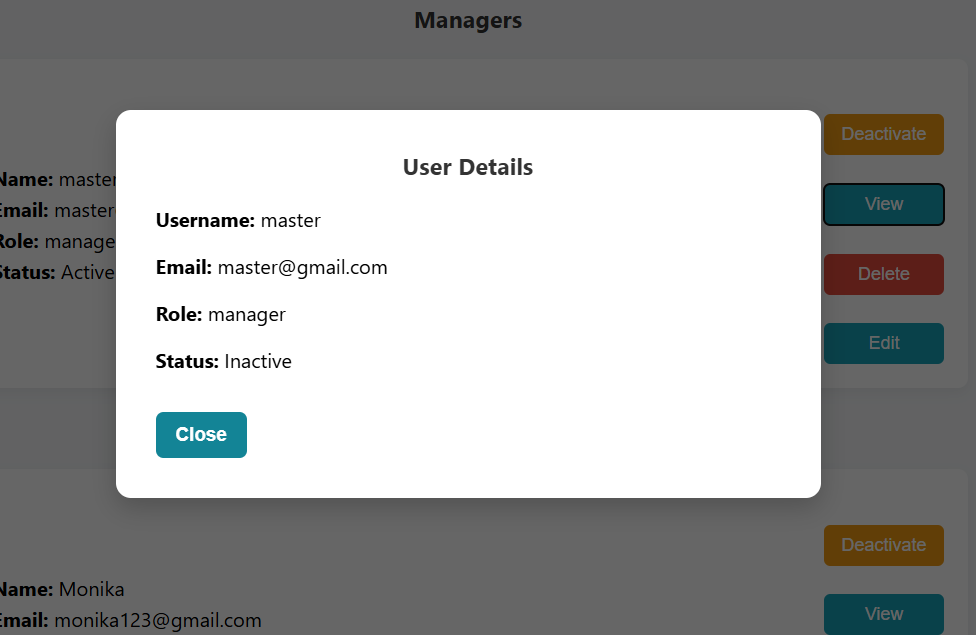 Managers
Deactivate
Name: master
Email: master
Role: manage
Status: Active
View
Delete
Edit
User Details
Username: master
Email: master@gmail.com
Role: manager
Status: Inactive
Close
Deactivate
Name: Monika
Email: monika123@gmail.com
View